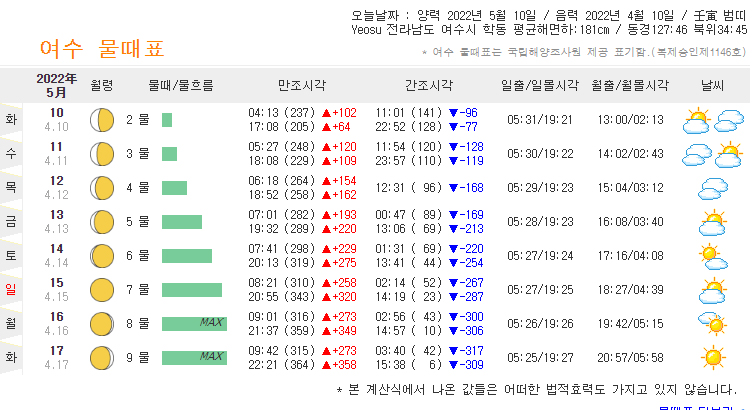 오늘날짜 : 양력 2022년 5월 10일 / 음력 2022년 4월 10일 / 壬寅 범띠
Yeosu 전라남도 여수시 학동 평균해면하:181cm / 동경127:46 북위34:45
여수 물때표
* 여수 물때표는 국립해양조사원 제공 표기함.(복제승인제1146호)
2022년 5월 월령 물때/물흐름 만조시각 간조시각 일출/일몰시각 월출/월몰시각 날씨
화 10 4.10 2 물 04:13 (237) ▲+102 11:01 (141) ▼-96 05:31/19:21 13:00/02:13
17:08 (205) ▲+64 22:52 (128) ▼-77
수 11 4.11 3 물 05:27 (248) ▲+120 11:54 (120) ▼-128 05:30/19:22 14:02/02:43
18:08 (229) ▲+109 23:57 (110) ▼-119
목 12 4.12 4 물 06:18 (264) ▲+154 12:31 ( 96) ▼-168 05:29/19:23 15:04/03:12
18:52 (258) ▲+162
금 13 4.13 5 물 07:01 (282) ▲+193 00:47 ( 89) ▼-169 05:28/19:23 16:08/03:40
19:32 (289) ▲+220 13:06 ( 69) ▼-213
토 14 4.14 6 물 07:41 (298) ▲+229 01:31 ( 69) ▼-220 05:27/19:24 17:16/04:08
20:13 (319) ▲+275 13:41 ( 44) ▼-254
일 15 4.15 7 물 08:21 (310) ▲+258 02:14 ( 52) ▼-267 05:27/19:25 18:27/04:39
20:55 (343) ▲+320 14:19 ( 23) ▼-287
월 16 4.16 8 물 MAX 09:01 (316) ▲+273 02:56 ( 43) ▼-300 05:26/19:26 19:42/05:15
21:37 (359) ▲+349 14:57 ( 10) ▼-306
화 17 4.17 9 물 MAX 09:42 (315) ▲+273 03:40 ( 42) ▼-317 05:25/19:27 20:57/05:58
22:21 (364) ▲+358 15:38 ( 6) ▼-309
* 본 계산식에서 나온 값들은 어떠한 법적효력도 가지고 있지 않습니다.